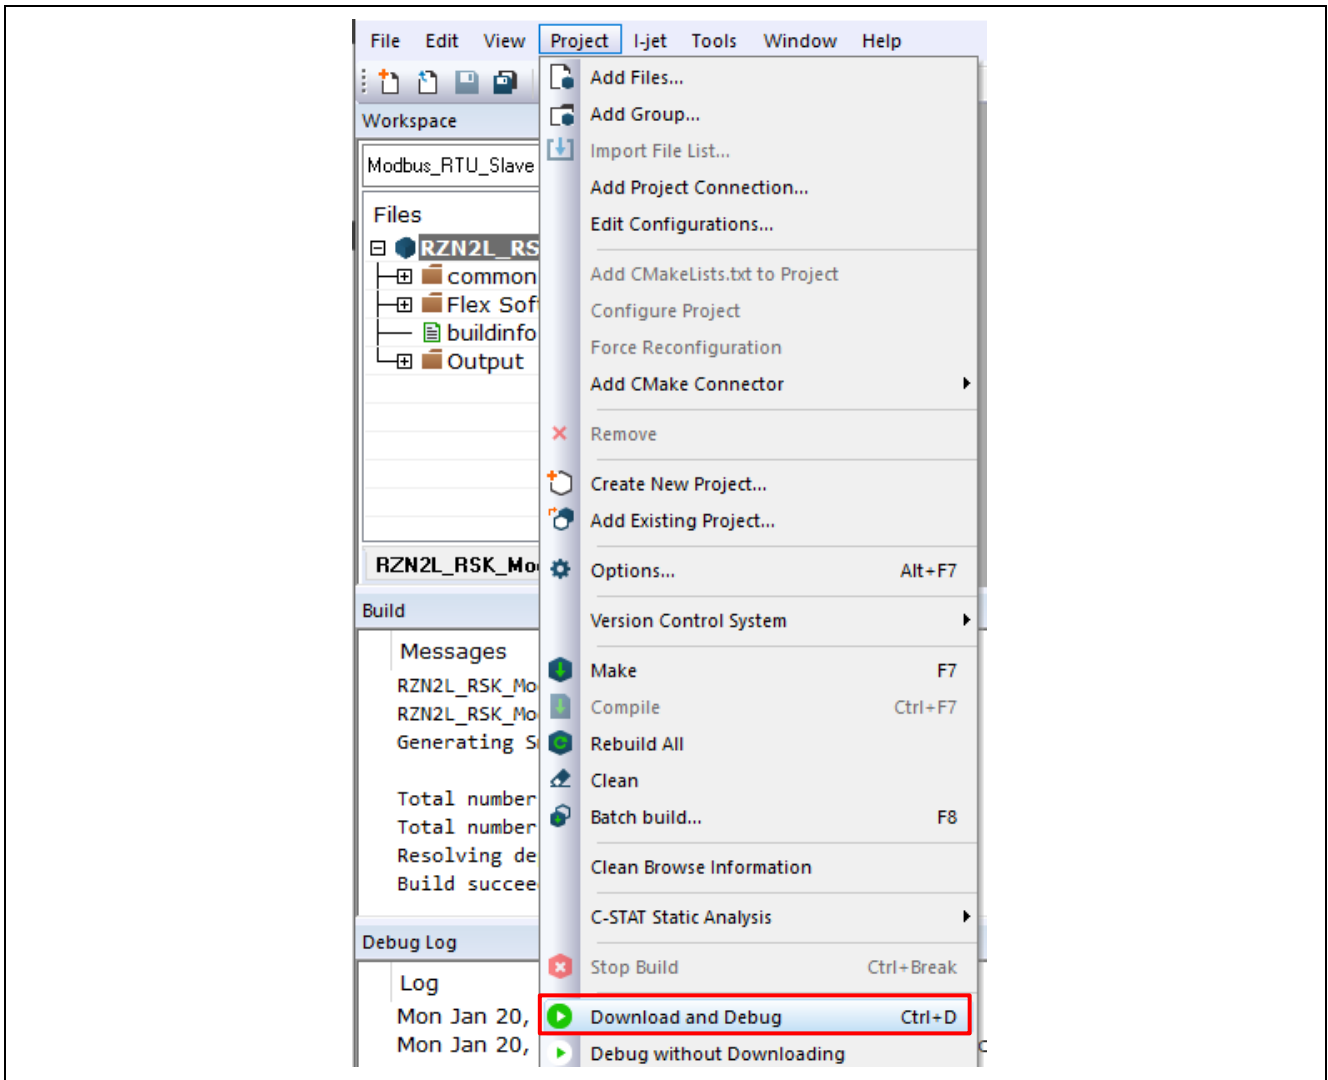 File Edit View Project I-jet Tools Window Help
Workspace
Modbus_RTU_Slave
Files
RZN2L_RS
common
Flex Sof
buildinfo
Output
RZN2L_RSK_Mo
Build
Messages
RZN2L_RSK_Mo
RZN2L_RSK_Mo
Generating S
Total number
Total number
Resolving de
Build succee
Debug Log
Log
Mon Jan 20,
Mon Jan 20,
Add Files...
Add Group...
Import File List...
Add Project Connection...
Edit Configurations...
Add CMakeLists.txt to Project
Configure Project
Force Reconfiguration
Add CMake Connector
Remove
Create New Project...
Add Existing Project...
Options... Alt+F7
Version Control System
Make F7
Compile Ctrl+F7
Rebuild All
Clean
Batch build... F8
Clean Browse Information
C-STAT Static Analysis
Stop Build Ctrl+Break
Download and Debug Ctrl+D
Debug without Downloading